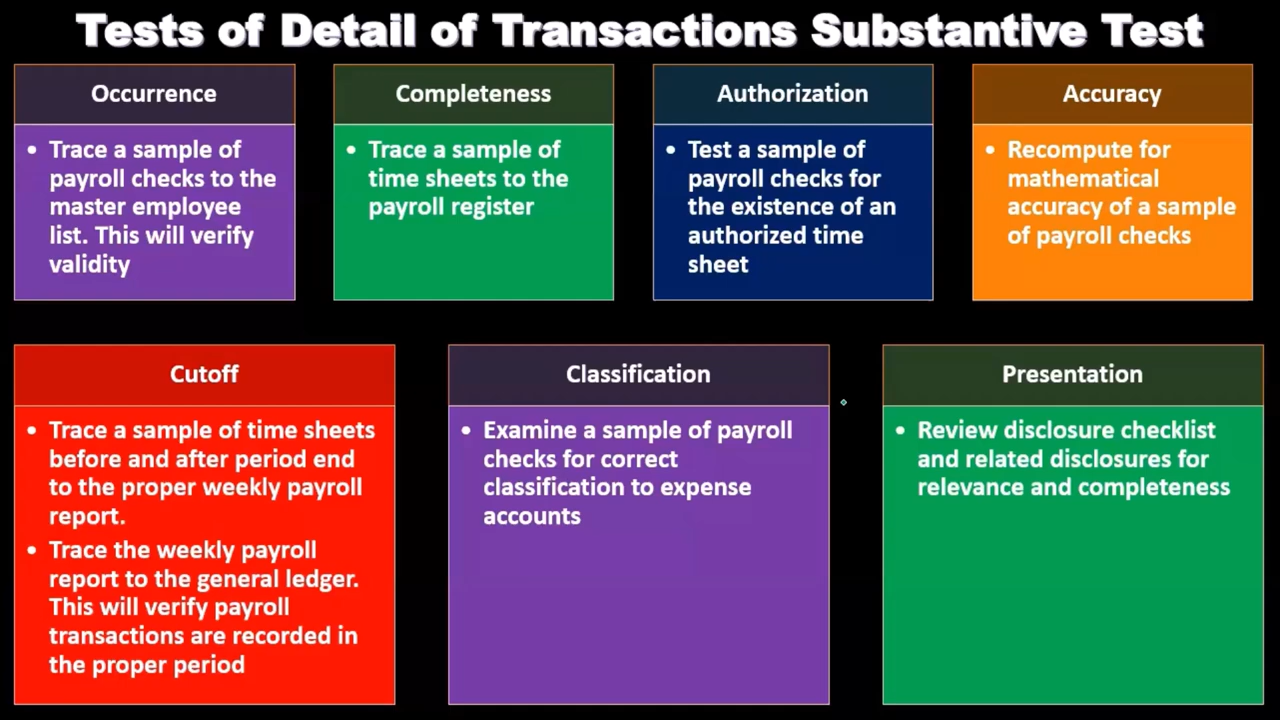 Tests of Detail of Transactions Substantive Test
Occurrence
• Trace a sample of
payroll checks to the
master employee
list. This will verify
validity
Completeness
• Trace a sample of
time sheets to the
payroll register
Authorization
• Test a sample of
payroll checks for
the existence of an
authorized time
sheet
Accuracy
• Recompute for
mathematical
accuracy of a sample
of payroll checks
Cutoff
• Trace a sample of time sheets
before and after period end
to the proper weekly payroll
report.
• Trace the weekly payroll
report to the general ledger.
This will verify payroll
transactions are recorded in
the proper period
Classification
• Examine a sample of payroll
checks for correct
classification to expense
accounts
Presentation
• Review disclosure checklist
and related disclosures for
relevance and completeness